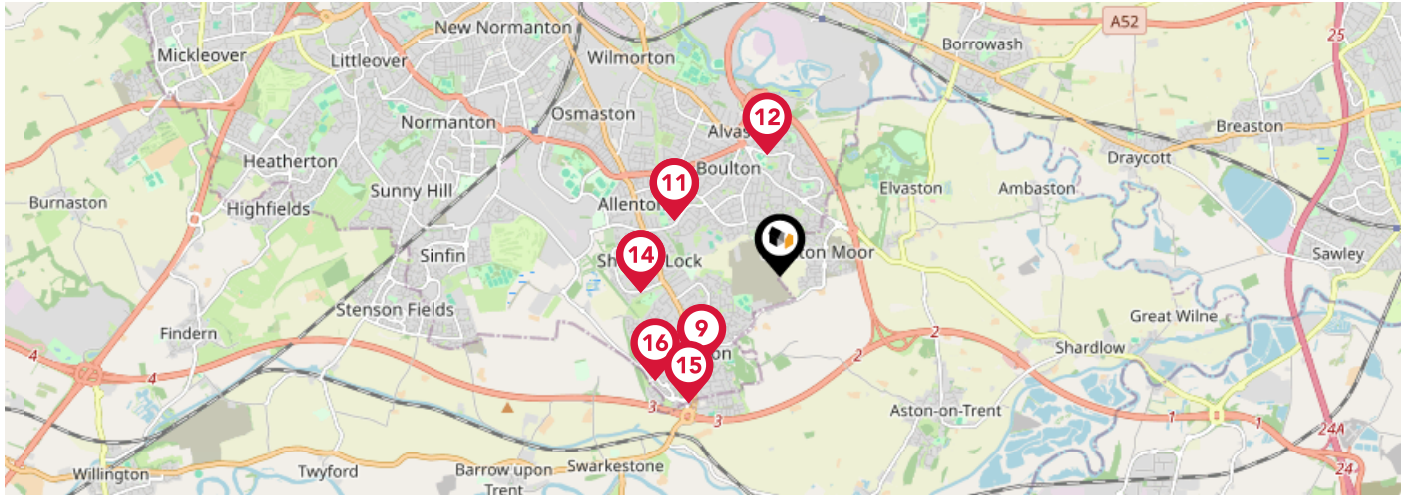 New Normanton
A52
25
Mickleover
Littleover
Wilmorton
Borrowash
Osmaston
12
Normanton
Alvas
Breaston
Heatherton
Boulton
Draycott
11
Sunny Hill
Elvaston
Ambaston
Burnaston
Highfields
Allenton
14
Sinfin
Sh
Lock
ton Moor
Sawley
Stenson Fields
Great Wilne
9
Findern
2
16
on
Shardlow
4
2
15
4
3
Aston-on-Trent
3
1
1
24A
Willington
Twyford
Barrow upon
Trent
Swarkestone
24